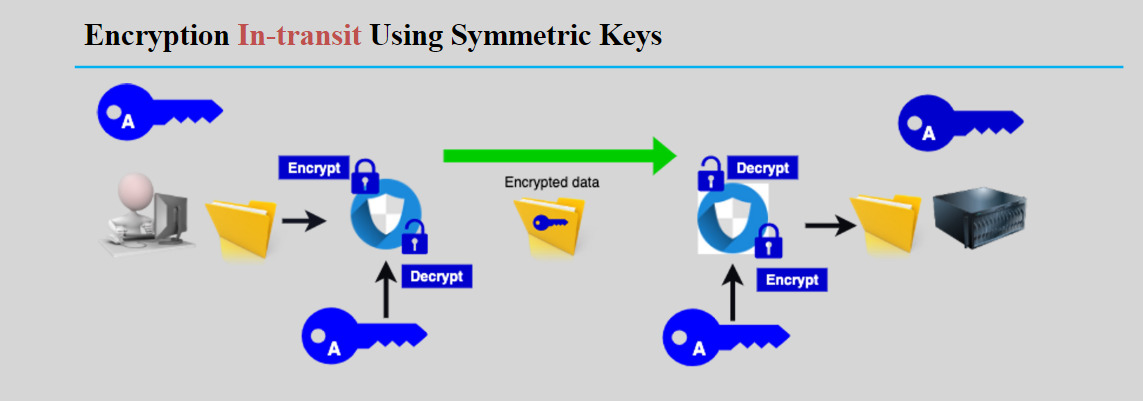 Encryption In-transit Using Symmetric Keys
A
A
Encrypt
Decrypt
Encrypted data
Decrypt
Encrypt
A
A